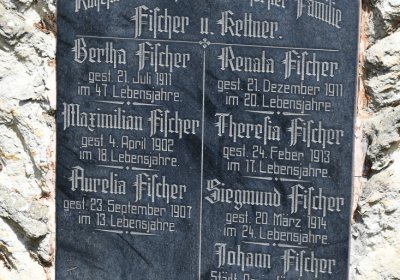 Familie
Fischer u. Kettner.
Bertha Fischer
gest. 21. Juli 1911
im 47. Lebensjahre.
Maximilian Fischer
gest. 4. April 1902
im 18. Lebensjahre.
Aurelia Fischer
gest. 23. September 1907
im 13. Lebensjahre.
Renata Fischer
gest. 21. Dezember 1911
im 20. Lebensjahre.
Theresia Fischer
gest. 24. Feber 1913
im 17. Lebensjahre.
Siegmund Fischer
gest. 20. März 1914
im 24. Lebensjahre.
Johann Fischer